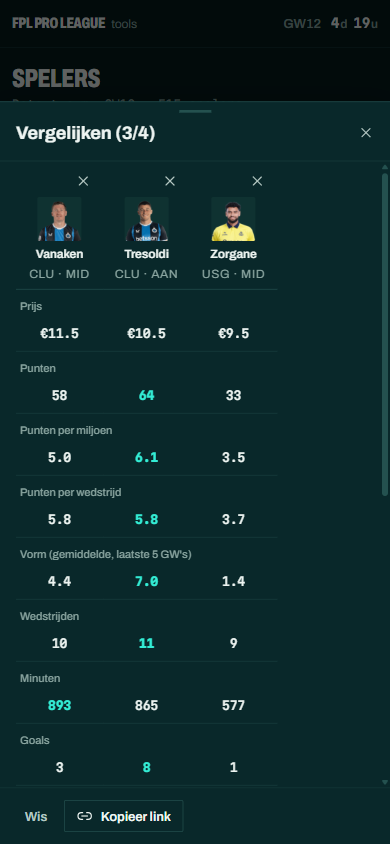 FPL PRO LEAGUE tools GW12 4d 19u
SPELERS
Vergelijken (3/4)
Vanaken Tresoldi Zorgane
CLU · MID CLU · AAN USG · MID
Prijs
€11.5 €10.5 €9.5
Punten
58 64 33
Punten per miljoen
5.0 6.1 3.5
Punten per wedstrijd
5.8 5.8 3.7
Vorm (gemiddelde, laatste 5 GW's)
4.4 7.0 1.4
Wedstrijden
10 11 9
Minuten
893 865 577
Goals
3 8 1
Wis Kopieer link